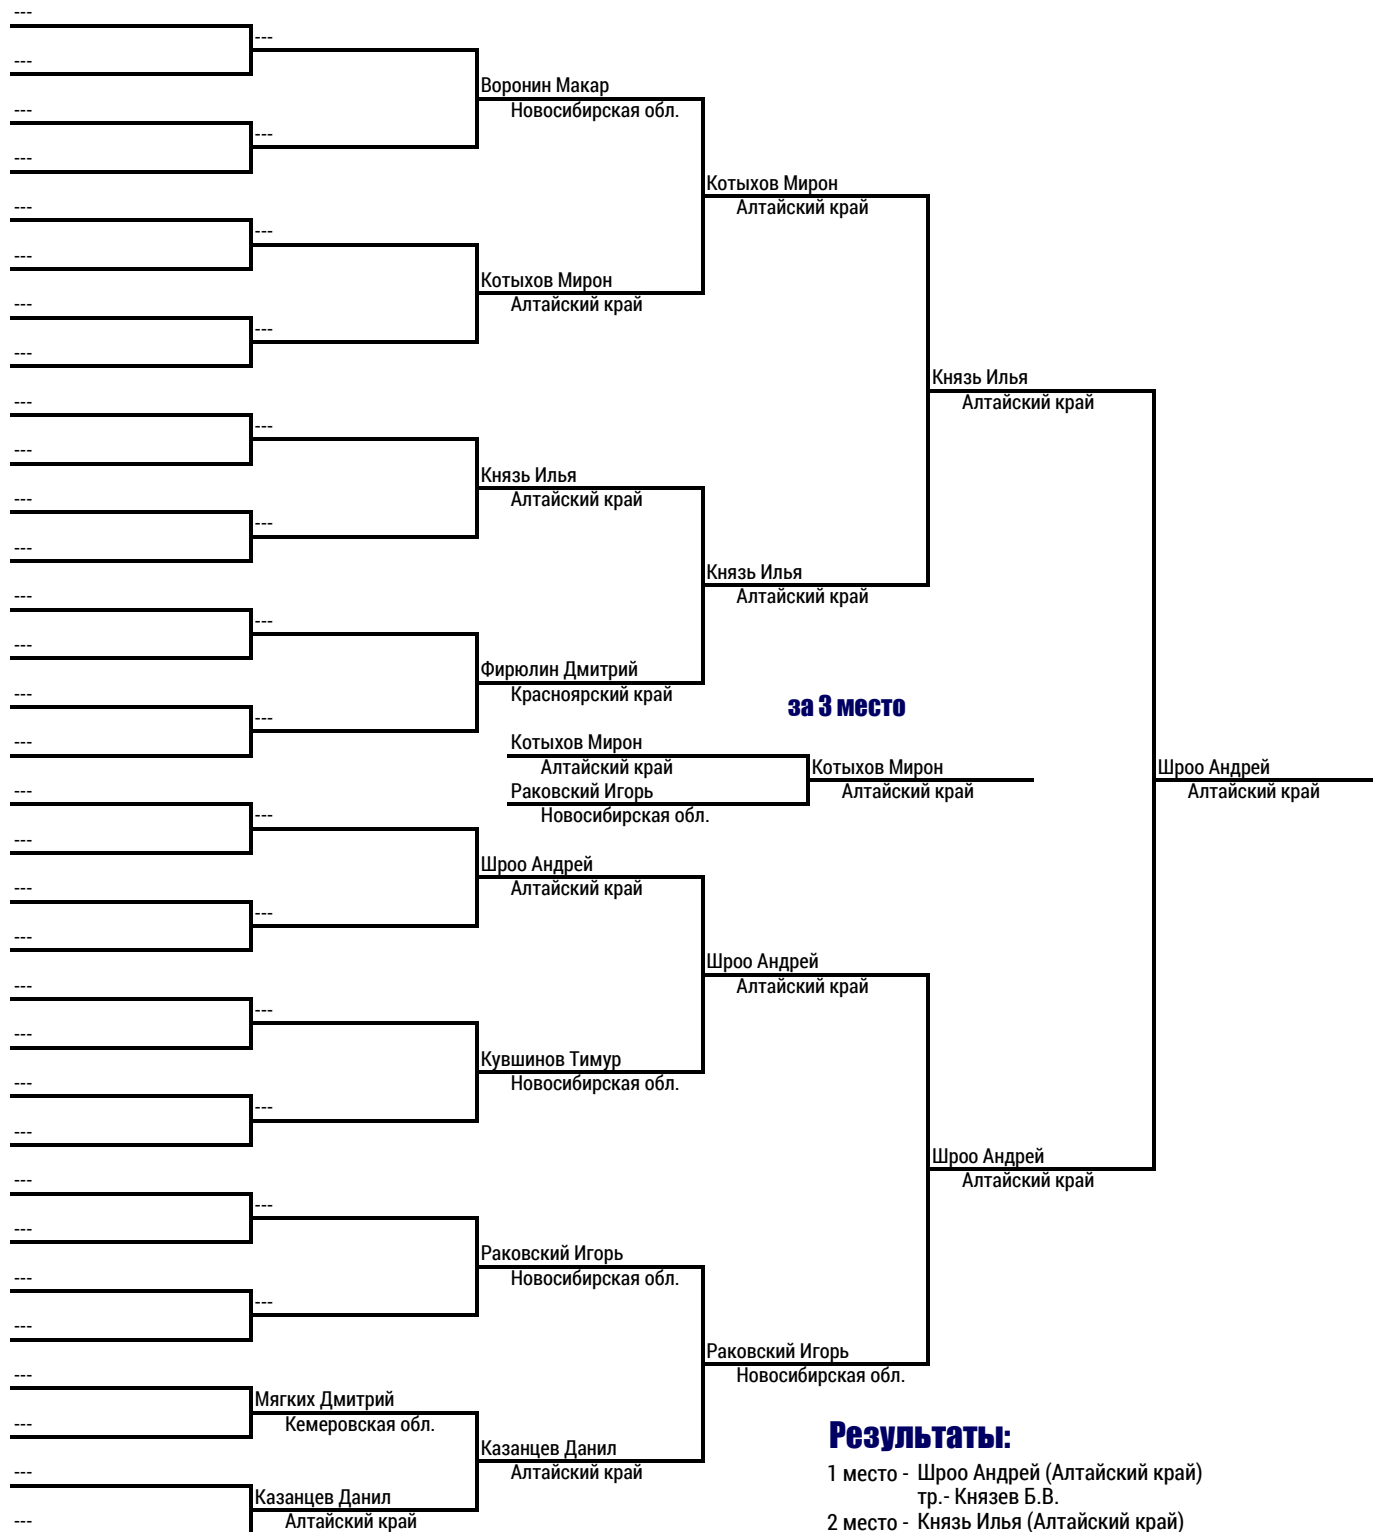 ---
---
---
---
---
Воронин Макар
Новосибирская обл.
---
---
Котыхов Мирон
Алтайский край
---
---
---
Котыхов Мирон
Алтайский край
---
---
---
Князь Илья
Алтайский край
---
---
---
Князь Илья
Алтайский край
---
---
---
Князь Илья
Алтайский край
---
---
---
Фирюлин Дмитрий
Красноярский край
за 3 место
---
---
---
Котыхов Мирон
Алтайский край
Раковский Игорь
Новосибирская обл.
Котыхов Мирон
Алтайский край
Шроо Андрей
Алтайский край
---
---
---
Шроо Андрей
Алтайский край
---
---
---
Шроо Андрей
Алтайский край
---
---
---
Кувшинов Тимур
Новосибирская обл.
---
---
---
Шроо Андрей
Алтайский край
---
---
---
Раковский Игорь
Новосибирская обл.
---
---
---
Раковский Игорь
Новосибирская обл.
---
Мягких Дмитрий
Кемеровская обл.
---
Казанцев Данил
Алтайский край
---
Казанцев Данил
Алтайский край
---
Результаты:
1 место - Шроо Андрей (Алтайский край)
тр.- Князев Б.В.
2 место - Князь Илья (Алтайский край)